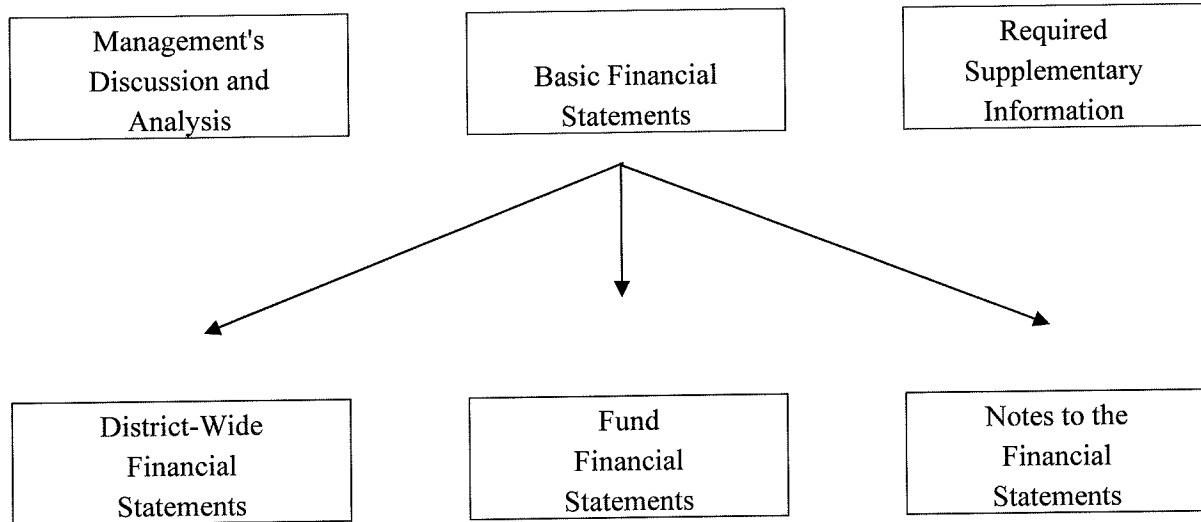 Management's
Discussion and
Analysis
Basic Financial
Statements
Required
Supplementary
Information
District-Wide
Financial
Statements
Fund
Financial
Statements
Notes to the
Financial
Statements